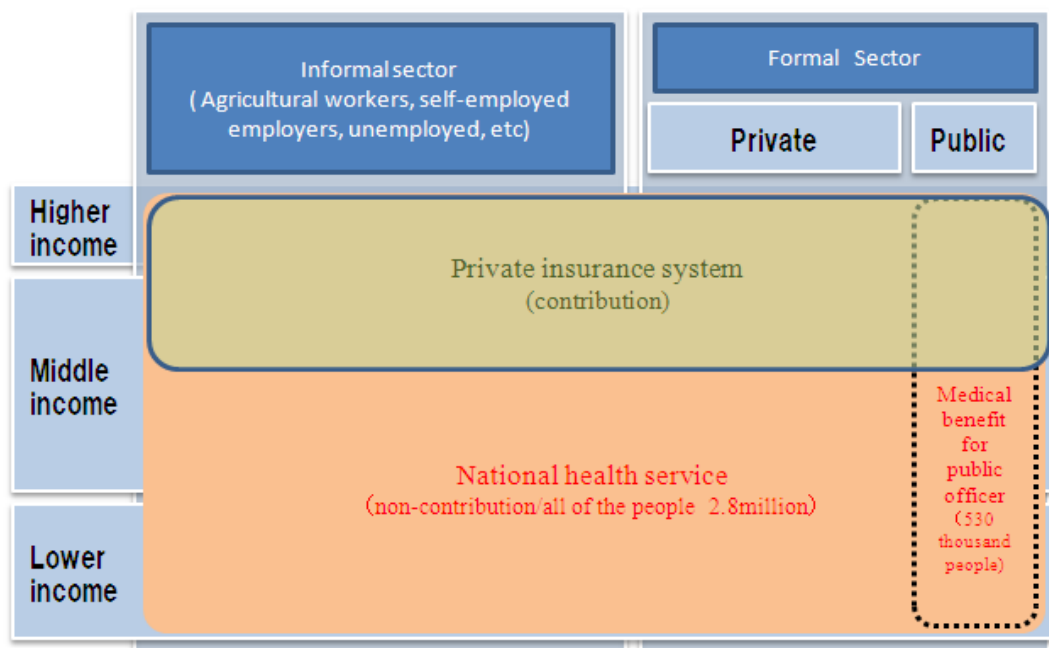 Informal sector
( Agricultural workers, self-employed
employers, unemployed, etc)
Formal Sector
Private
Public
Higher
income
Private insurance system
(contribution)
Middle
income
Medical
benefit
for
public
officer
(530
thousand
people)
National health service
(non-contribution/all of the people 2.8million)
Lower
income